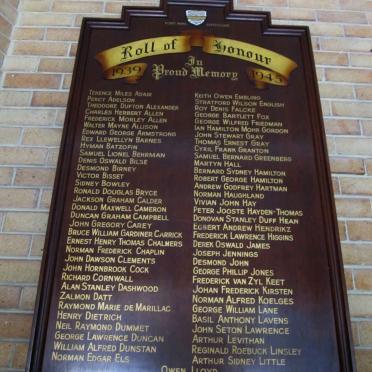 Roll of Honour
1939 In 1945
Proud Memory
Terence Miles Adair
Percy Adelson
Theodore Dufton Alexander
Charles Herbert Allen
Frederick Morley Allen
Walter Mayne Allison
Edward George Armstrong
Rex Llewellyn Barnes
Hyman Batzofin
Samuel Lionel Behrman
Denis Oswald Bilse
Desmond Birney
Victor Bisset
Sidney Bowley
Ronald Douglas Bryce
Jackson Graham Calder
Donald Maxwell Cameron
Duncan Graham Campbell
John Gregory Carey
Bruce William Gardiner Carrick
Ernest Henry Thomas Chalmers
Norman Frederick Chaplin
John Dawson Clements
John Hornbrook Cock
Richard Cornwall
Alan Stanley Dashwood
Zalmon Datt
Raymond Marie de Marillac
Henry Dietrich
Neil Raymond Dummet
George Lawrence Duncan
William Alfred Dunstan
Norman Edgar Els
Keith Owen Embling
Stratford Wilson English
Roy Denis Falcke
George Bartlett Fox
George Wilfred Friedman
Ian Hamilton Mohr Gordon
John Stewart Gray
Thomas Ernest Gray
Cyril Frank Granton
Samuel Bernard Greenberg
Martyn Hall
Bernard Sydney Hamilton
Robert George Hamilton
Andrew Godfrey Hartman
Norman Haughland
Vivian John Hay
Peter Jooste Hayden-Thomas
Donovan Stanley Duff Hean
Egbert Andrew Hendrikz
Frederick Lawrence Higgins
Derek Oswald James
Joseph Jennings
Desmond John
George Phillip Jones
Frederick van Zyl Keet
Johan Frederick Kirsten
Norman Alfred Koelges
George William Lane
Basil Anthony Lavens
John Seton Lawrence
Arthur Levithan
Reginald Roebuck Linsley
Arthur Sidney Little
Owen Lloyd